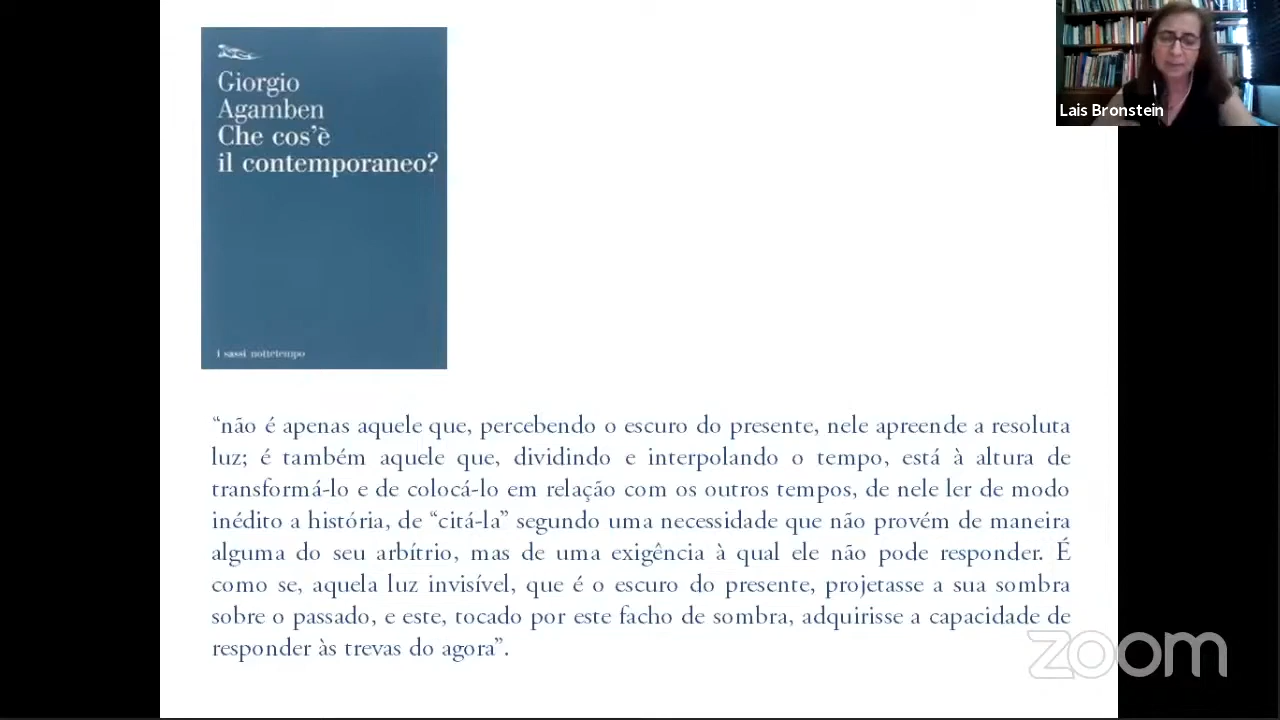 Giorgio
Agamben
Che cos'è
il contemporaneo?
i sassi nottetempo
Lais Bronstein
“não é apenas aquele que, percebendo o escuro do presente, nele apreende a resoluta
luz; é também aquele que, dividindo e interpolando o tempo, está à altura de
transformá-lo e de colocá-lo em relação com os outros tempos, de nele ler de modo
inédito a história, de “citá-la” segundo uma necessidade que não provém de maneira
alguma do seu arbítrio, mas de uma exigência à qual ele não pode responder. É
como se, aquela luz invisível, que é o escuro do presente, projetasse a sua sombra
sobre o passado, e este, tocado por este facho de sombra, adquirisse a capacidade de
responder às trevas do agora”.
zoom